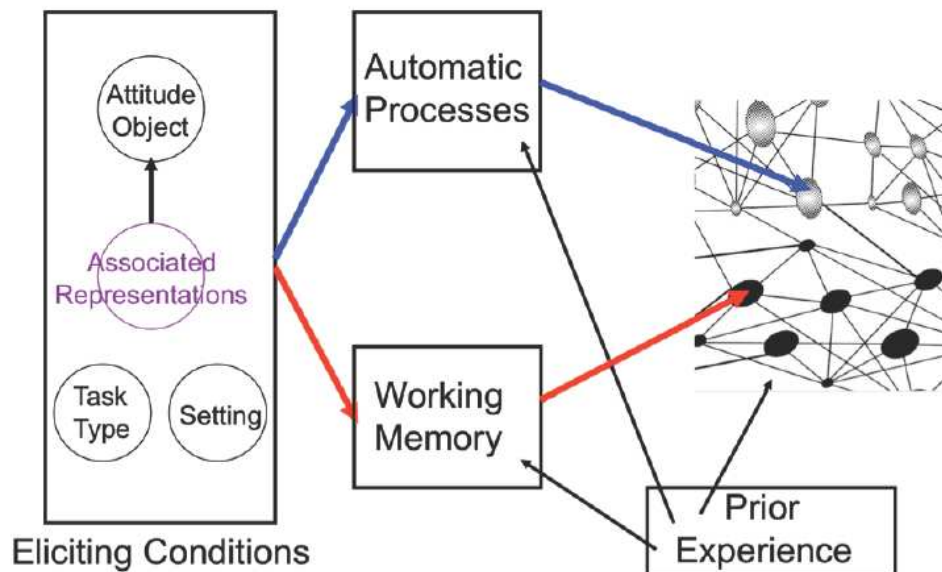 Attitude
Object
Associated
Representations
Task
Type
Setting
Eliciting Conditions
Automatic
Processes
Working
Memory
Prior
Experience